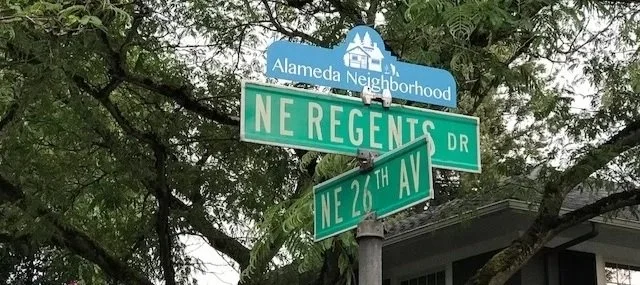 Alameda Neighborhood
NE REGENTS DR
NE 26TH AV